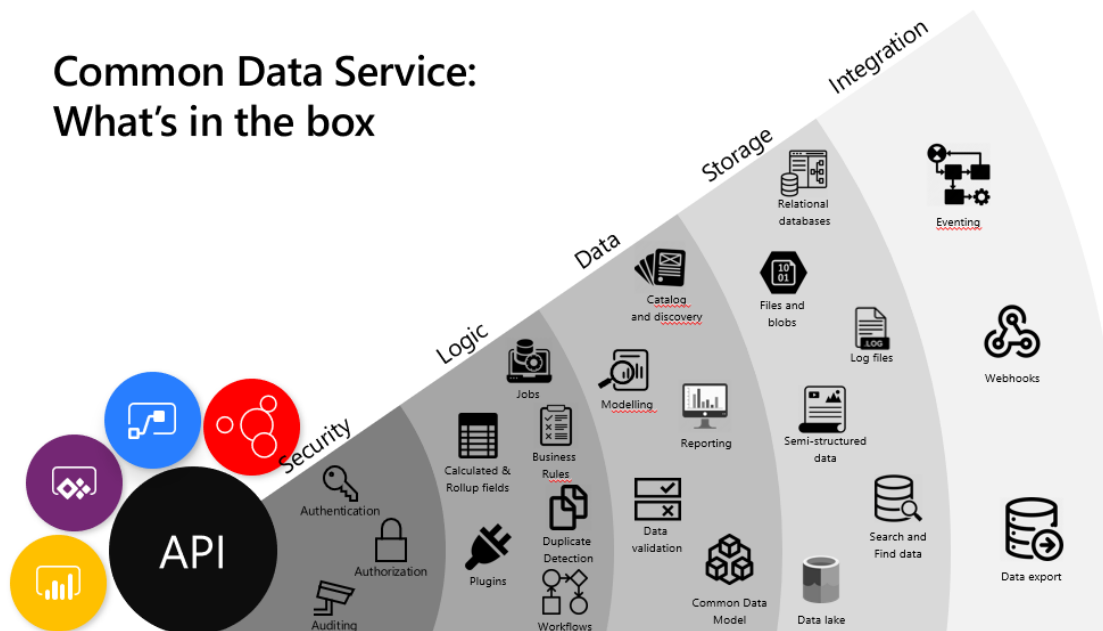 Common Data Service:
What's in the box
Integration
Storage
Data
Logic
Security
API
Authentication
Authorization
Auditing
Jobs
Calculated &
Rollup fields
Business
Rules
Plugins
Duplicate
Detection
Workflows
Catalog
and discovery
Modelling
Reporting
Data
validation
Common Data
Model
Relational
databases
Files and
blobs
10
01
Log files
LOG
Semi-structured
data
Search and
Find data
Data lake
Eventing
Webhooks
Data export